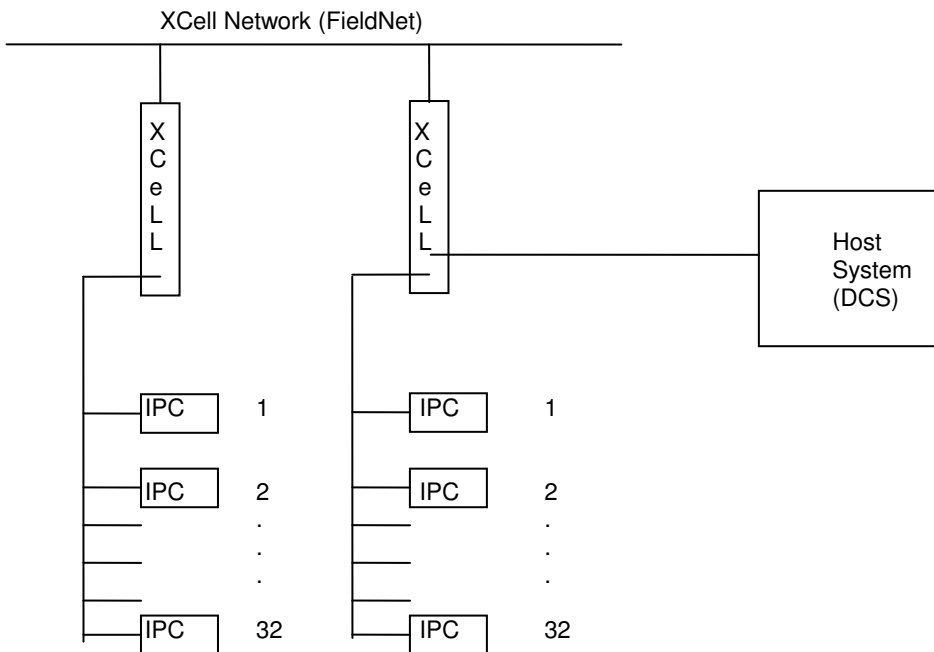 XCell Network (FieldNet)
X
C
e
L
L
X
C
e
L
L
Host
System
(DCS)
IPC 1
IPC 1
IPC 2
IPC 2
. .
. .
. .
IPC 32
IPC 32